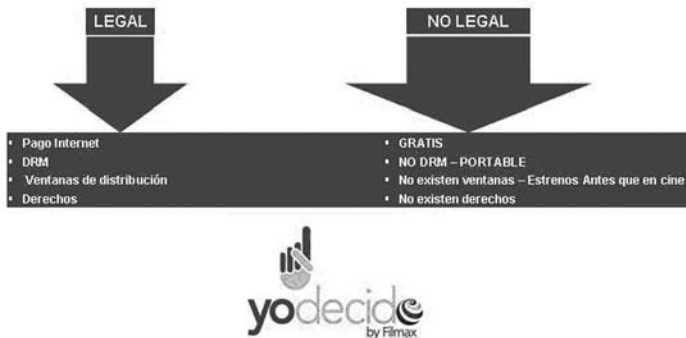 LEGAL
NO LEGAL
• Pago Internet
• DRM
• Ventanas de distribución
• Derechos
• GRATIS
• NO DRM – PORTABLE
• No existen ventanas – Estrenos Antes que en cine
• No existen derechos
yodecide
by Filmax